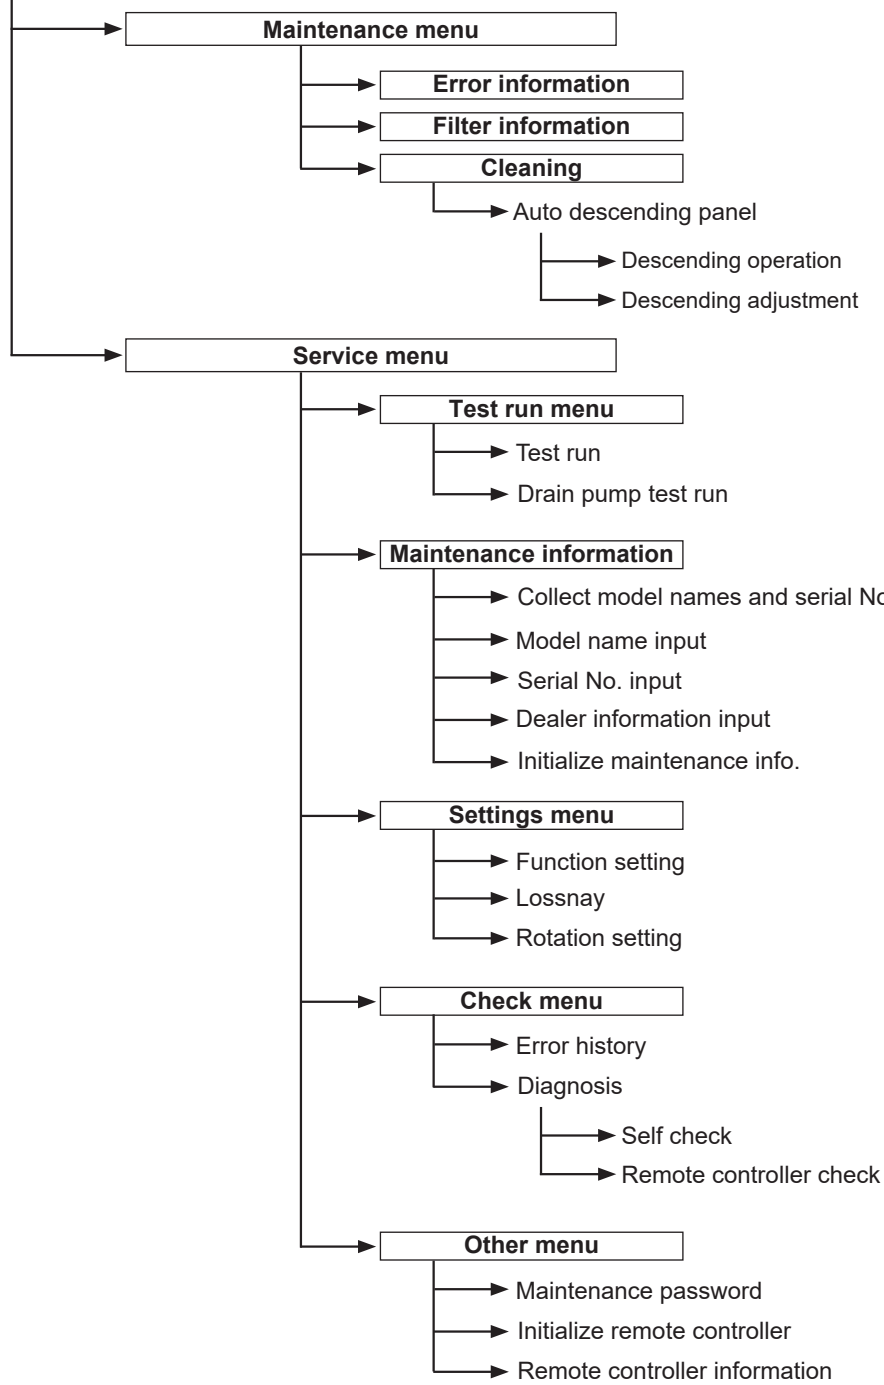 Maintenance menu
Error information
Filter information
Cleaning
Auto descending panel
Descending operation
Descending adjustment
Service menu
Test run menu
Test run
Drain pump test run
Maintenance information
Collect model names and serial No
Model name input
Serial No. input
Dealer information input
Initialize maintenance info.
Settings menu
Function setting
Lossnay
Rotation setting
Check menu
Error history
Diagnosis
Self check
Remote controller check
Other menu
Maintenance password
Initialize remote controller
Remote controller information